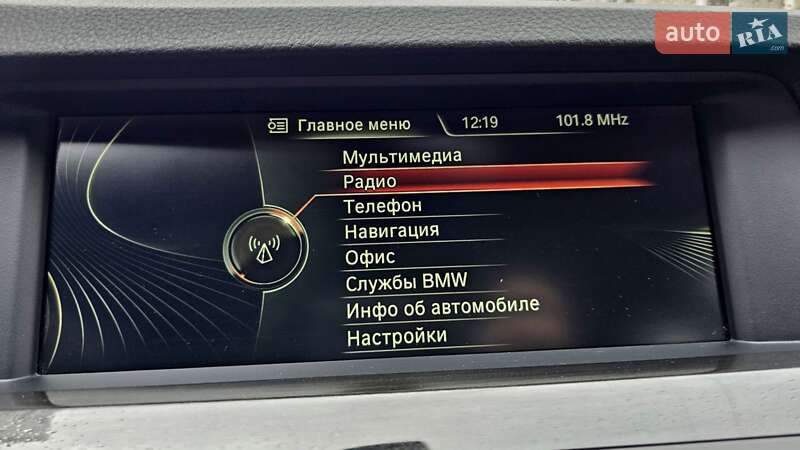 auto RIA.com
Главное меню 12:19 101.8 MHz
Мультимедиа
Радио
Телефон
Навигация
Офис
Службы BMW
Инфо об автомобиле
Настройки